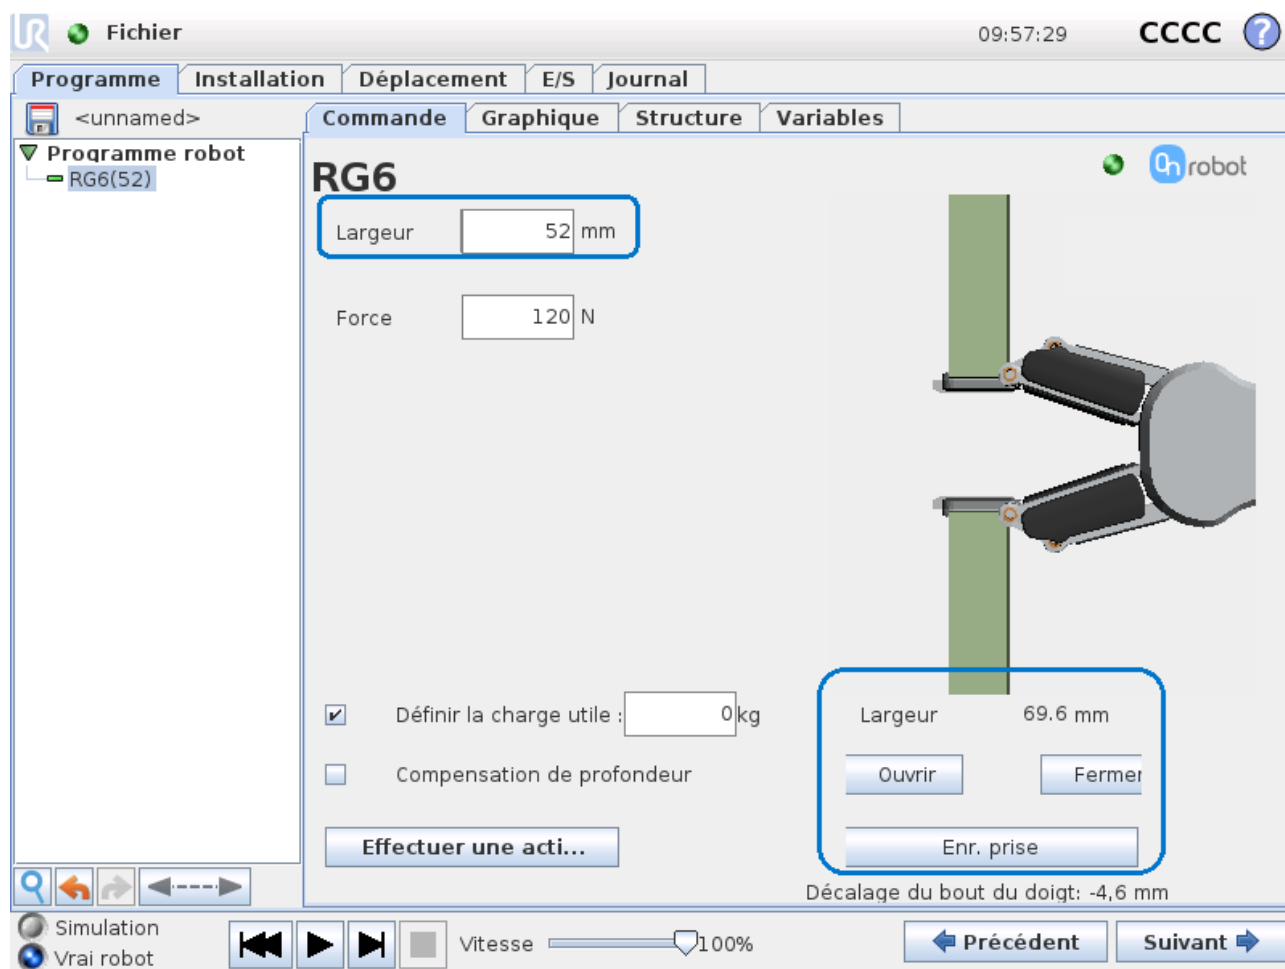 UR Fichier 09:57:29 CCCC ?
Programme Installation Déplacement E/S Journal
<unnamed> Commande Graphique Structure Variables
Programme robot
RG6(52)
RG6
On robot
Largeur 52 mm
Force 120 N
Définir la charge utile : 0 kg
Largeur 69.6 mm
Compensation de profondeur
Ouvrir Fermer
Effectuer une acti...
Enr. prise
Décalage du bout du doigt: -4,6 mm
Simulation
Vrai robot
Vitesse 100%
Précédent Suivant